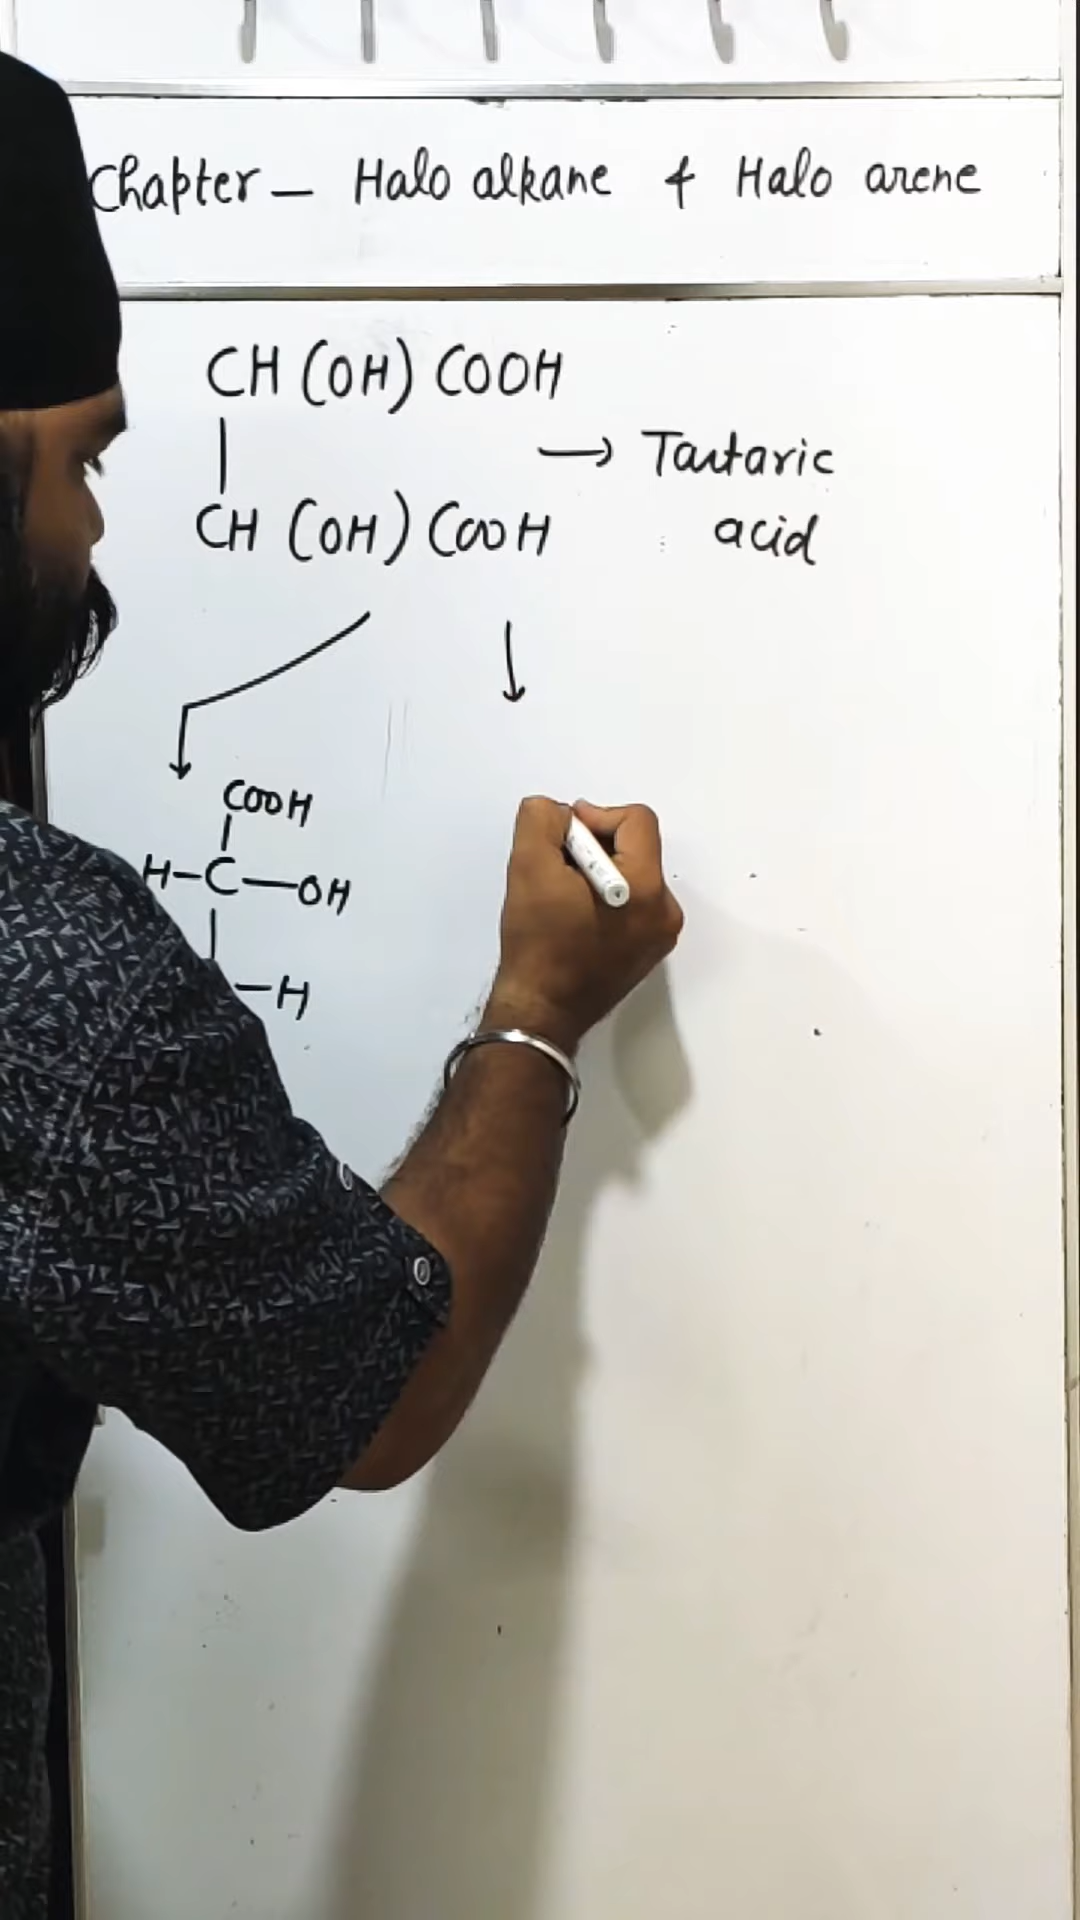 Chapter — Halo alkane & Halo arene
CH (OH) COOH
|
→ Tartaric
CH (OH) COOH
acid
COOH
|
H–C–OH
|
–H